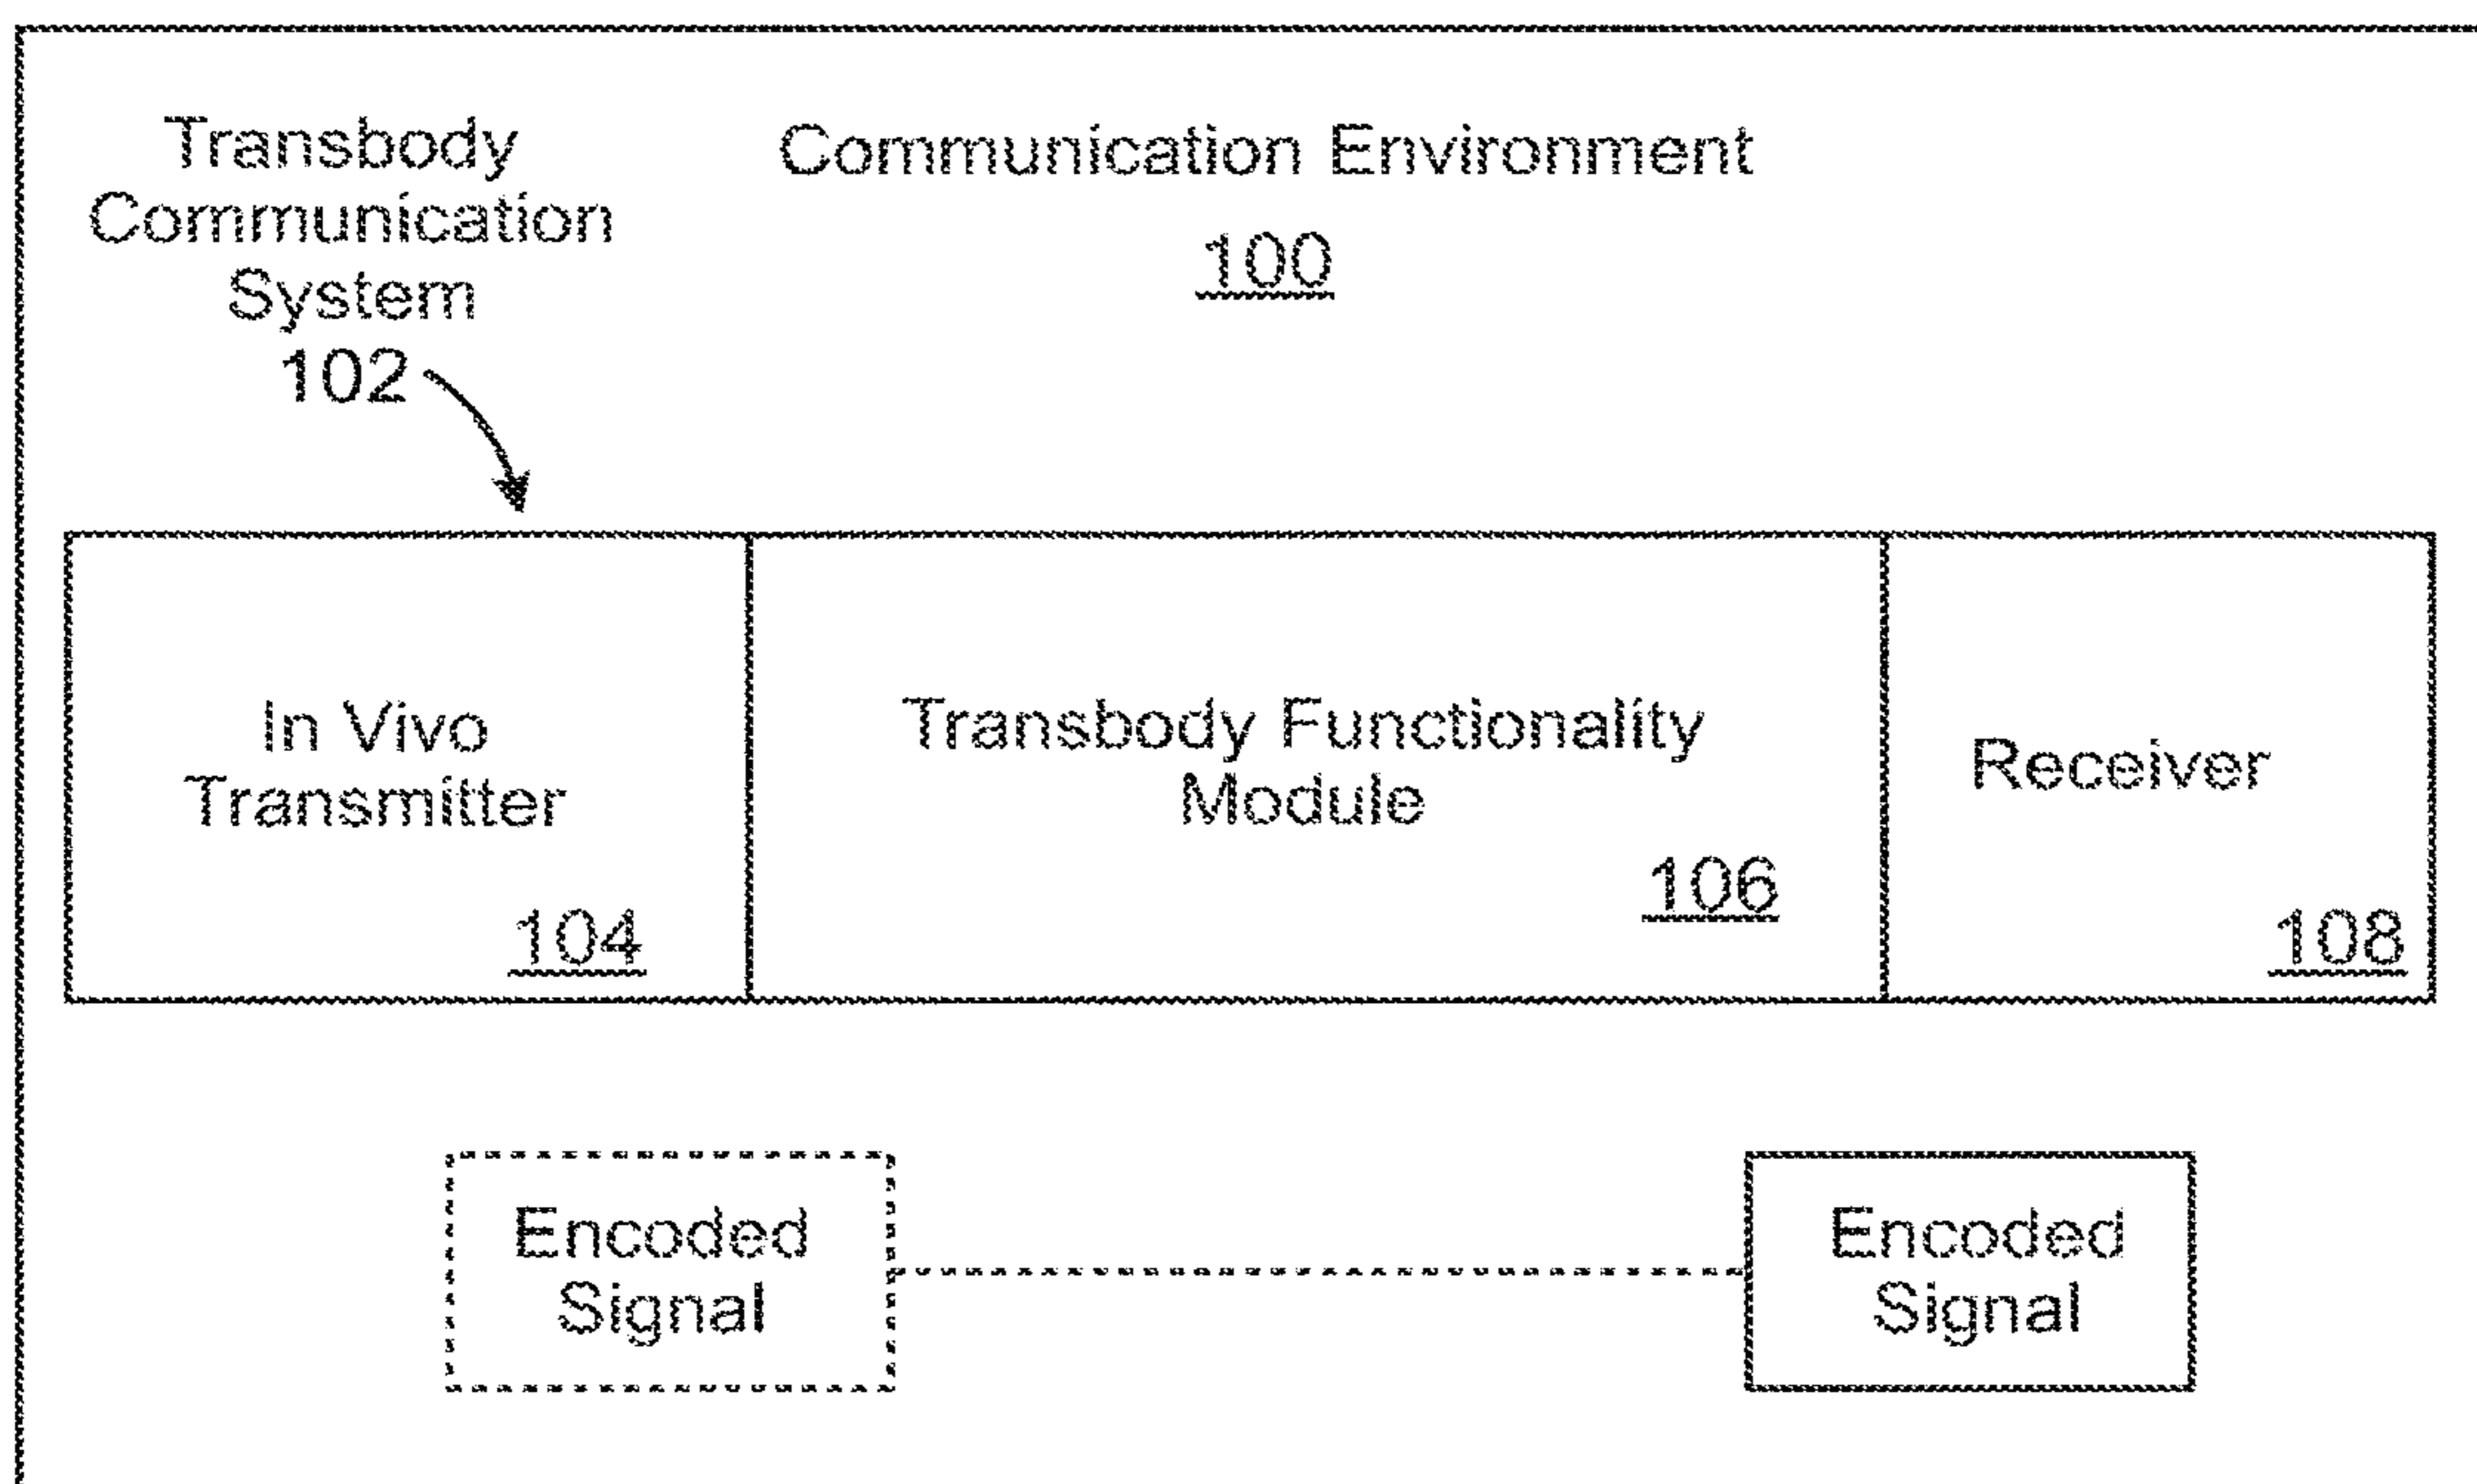 Transbody
Communication
System
102
Communication Environment
100
In Vivo
Transmitter
104
Transbody Functionality
Module
106
Receiver
108
Encoded
Signal
Encoded
Signal